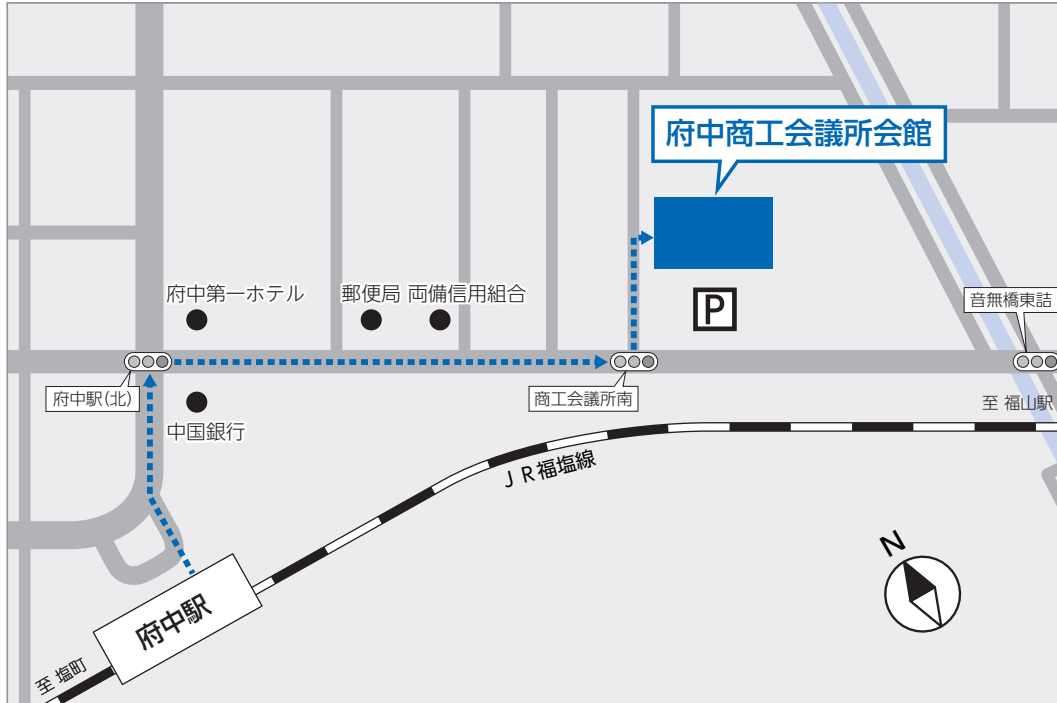 府中商工会議所会館
府中第一ホテル
郵便局
両備信用組合
P
音無橋東詰
府中駅(北)
商工会議所南
至 福山駅
中国銀行
JR福塩線
N
府中駅
至 塩町